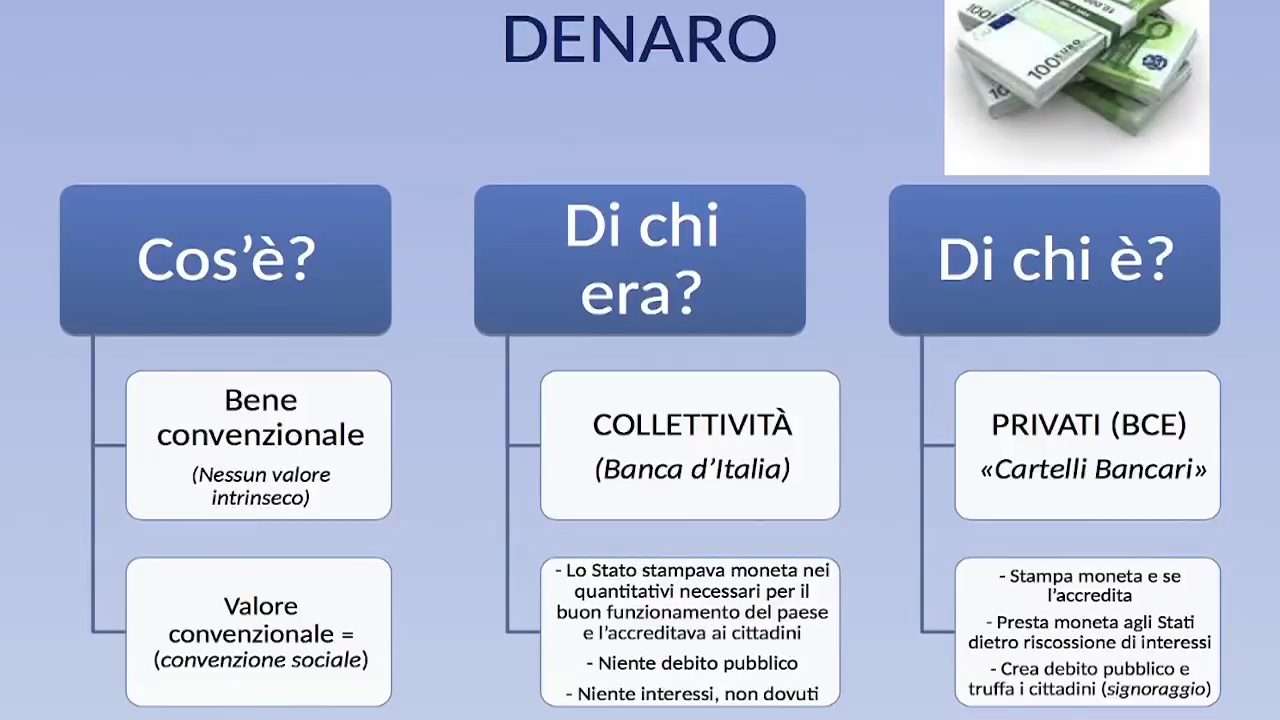 DENARO
100 EURO
Cos'è?
Di chi
era?
Di chi è?
Bene
convenzionale
(Nessun valore
intrinseco)
COLLETTIVITÀ
(Banca d'Italia)
PRIVATI (BCE)
«Cartelli Bancari»
Valore
convenzionale =
(convenzione sociale)
- Lo Stato stampava moneta nei
quantitativi necessari per il
buon funzionamento del paese
e l'accreditava ai cittadini
- Niente debito pubblico
- Niente interessi, non dovuti
- Stampa moneta e se
l'accredita
- Presta moneta agli Stati
dietro riscossione di interessi
- Crea debito pubblico e
truffa i cittadini (signoraggio)